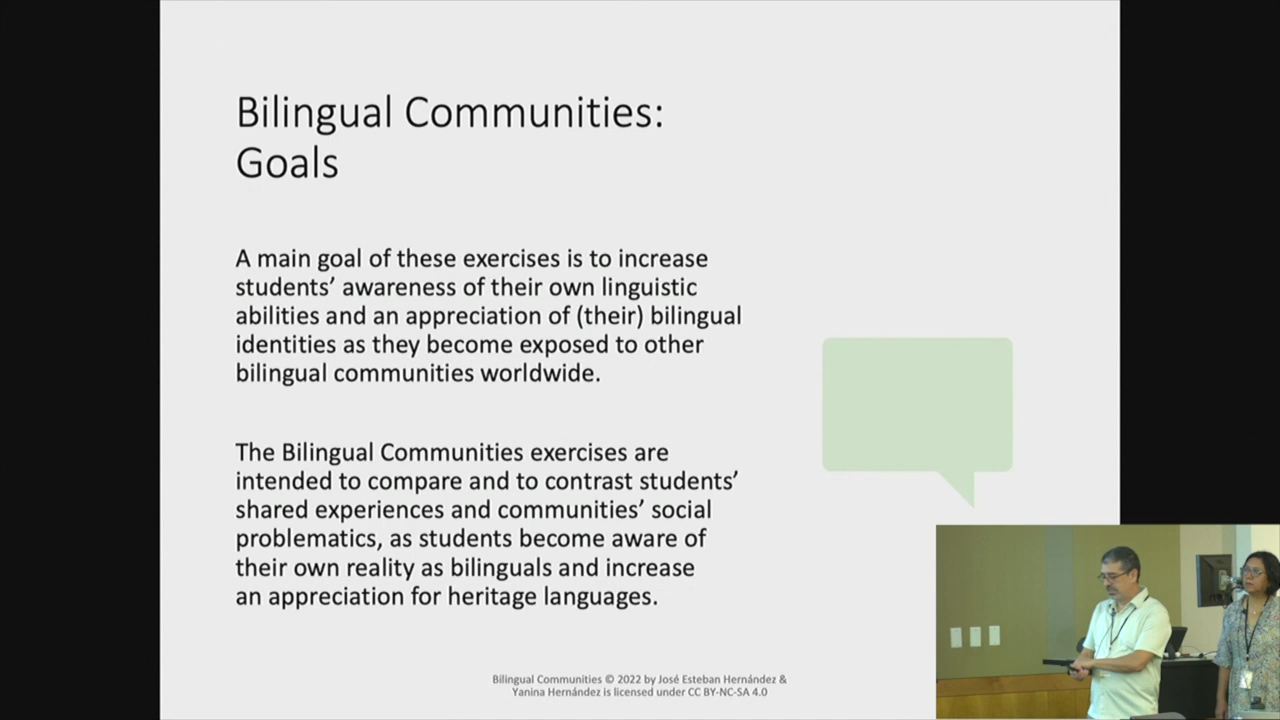 Bilingual Communities:
Goals
A main goal of these exercises is to increase
students’ awareness of their own linguistic
abilities and an appreciation of (their) bilingual
identities as they become exposed to other
bilingual communities worldwide.
The Bilingual Communities exercises are
intended to compare and to contrast students’
shared experiences and communities’ social
problematics, as students become aware of
their own reality as bilinguals and increase
an appreciation for heritage languages.
Bilingual Communities © 2022 by José Esteban Hernández &
Yanina Hernández is licensed under CC BY-NC-SA 4.0